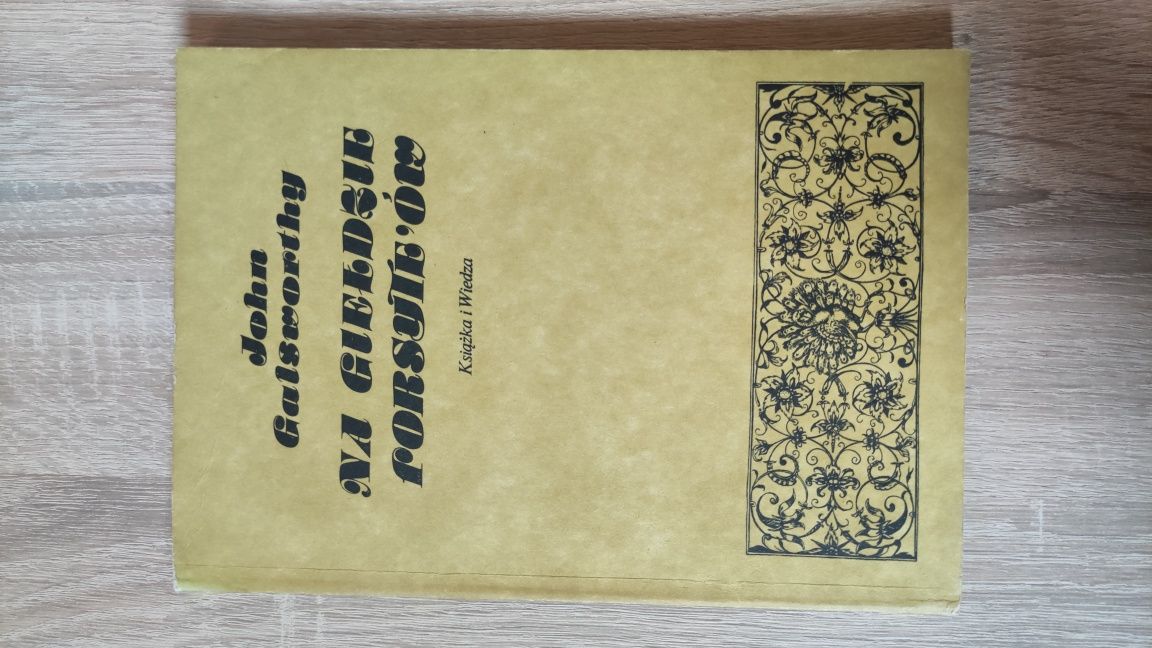 John
Galsworthy
NA GIEŁDZIE
FORSYTE'ÓW
Książka i Wiedza